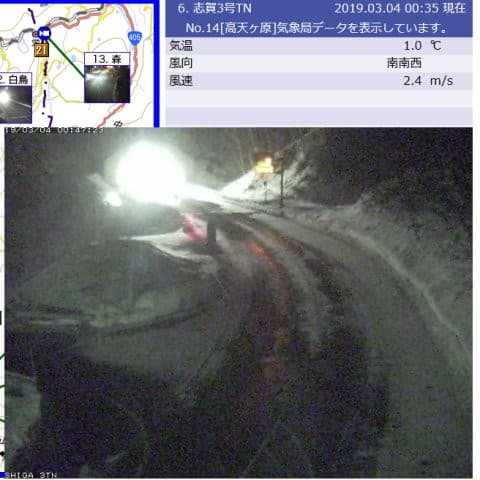 6. 志賀3号TN 2019.03.04 00:35 現在
No.14[高天ヶ原]気象局データを表示しています。
気温 1.0 ℃
風向 南南西
風速 2.4 m/s
405
21
13. 森
2. 白鳥
19/03/04 00:47:23
SHIGA 3TN